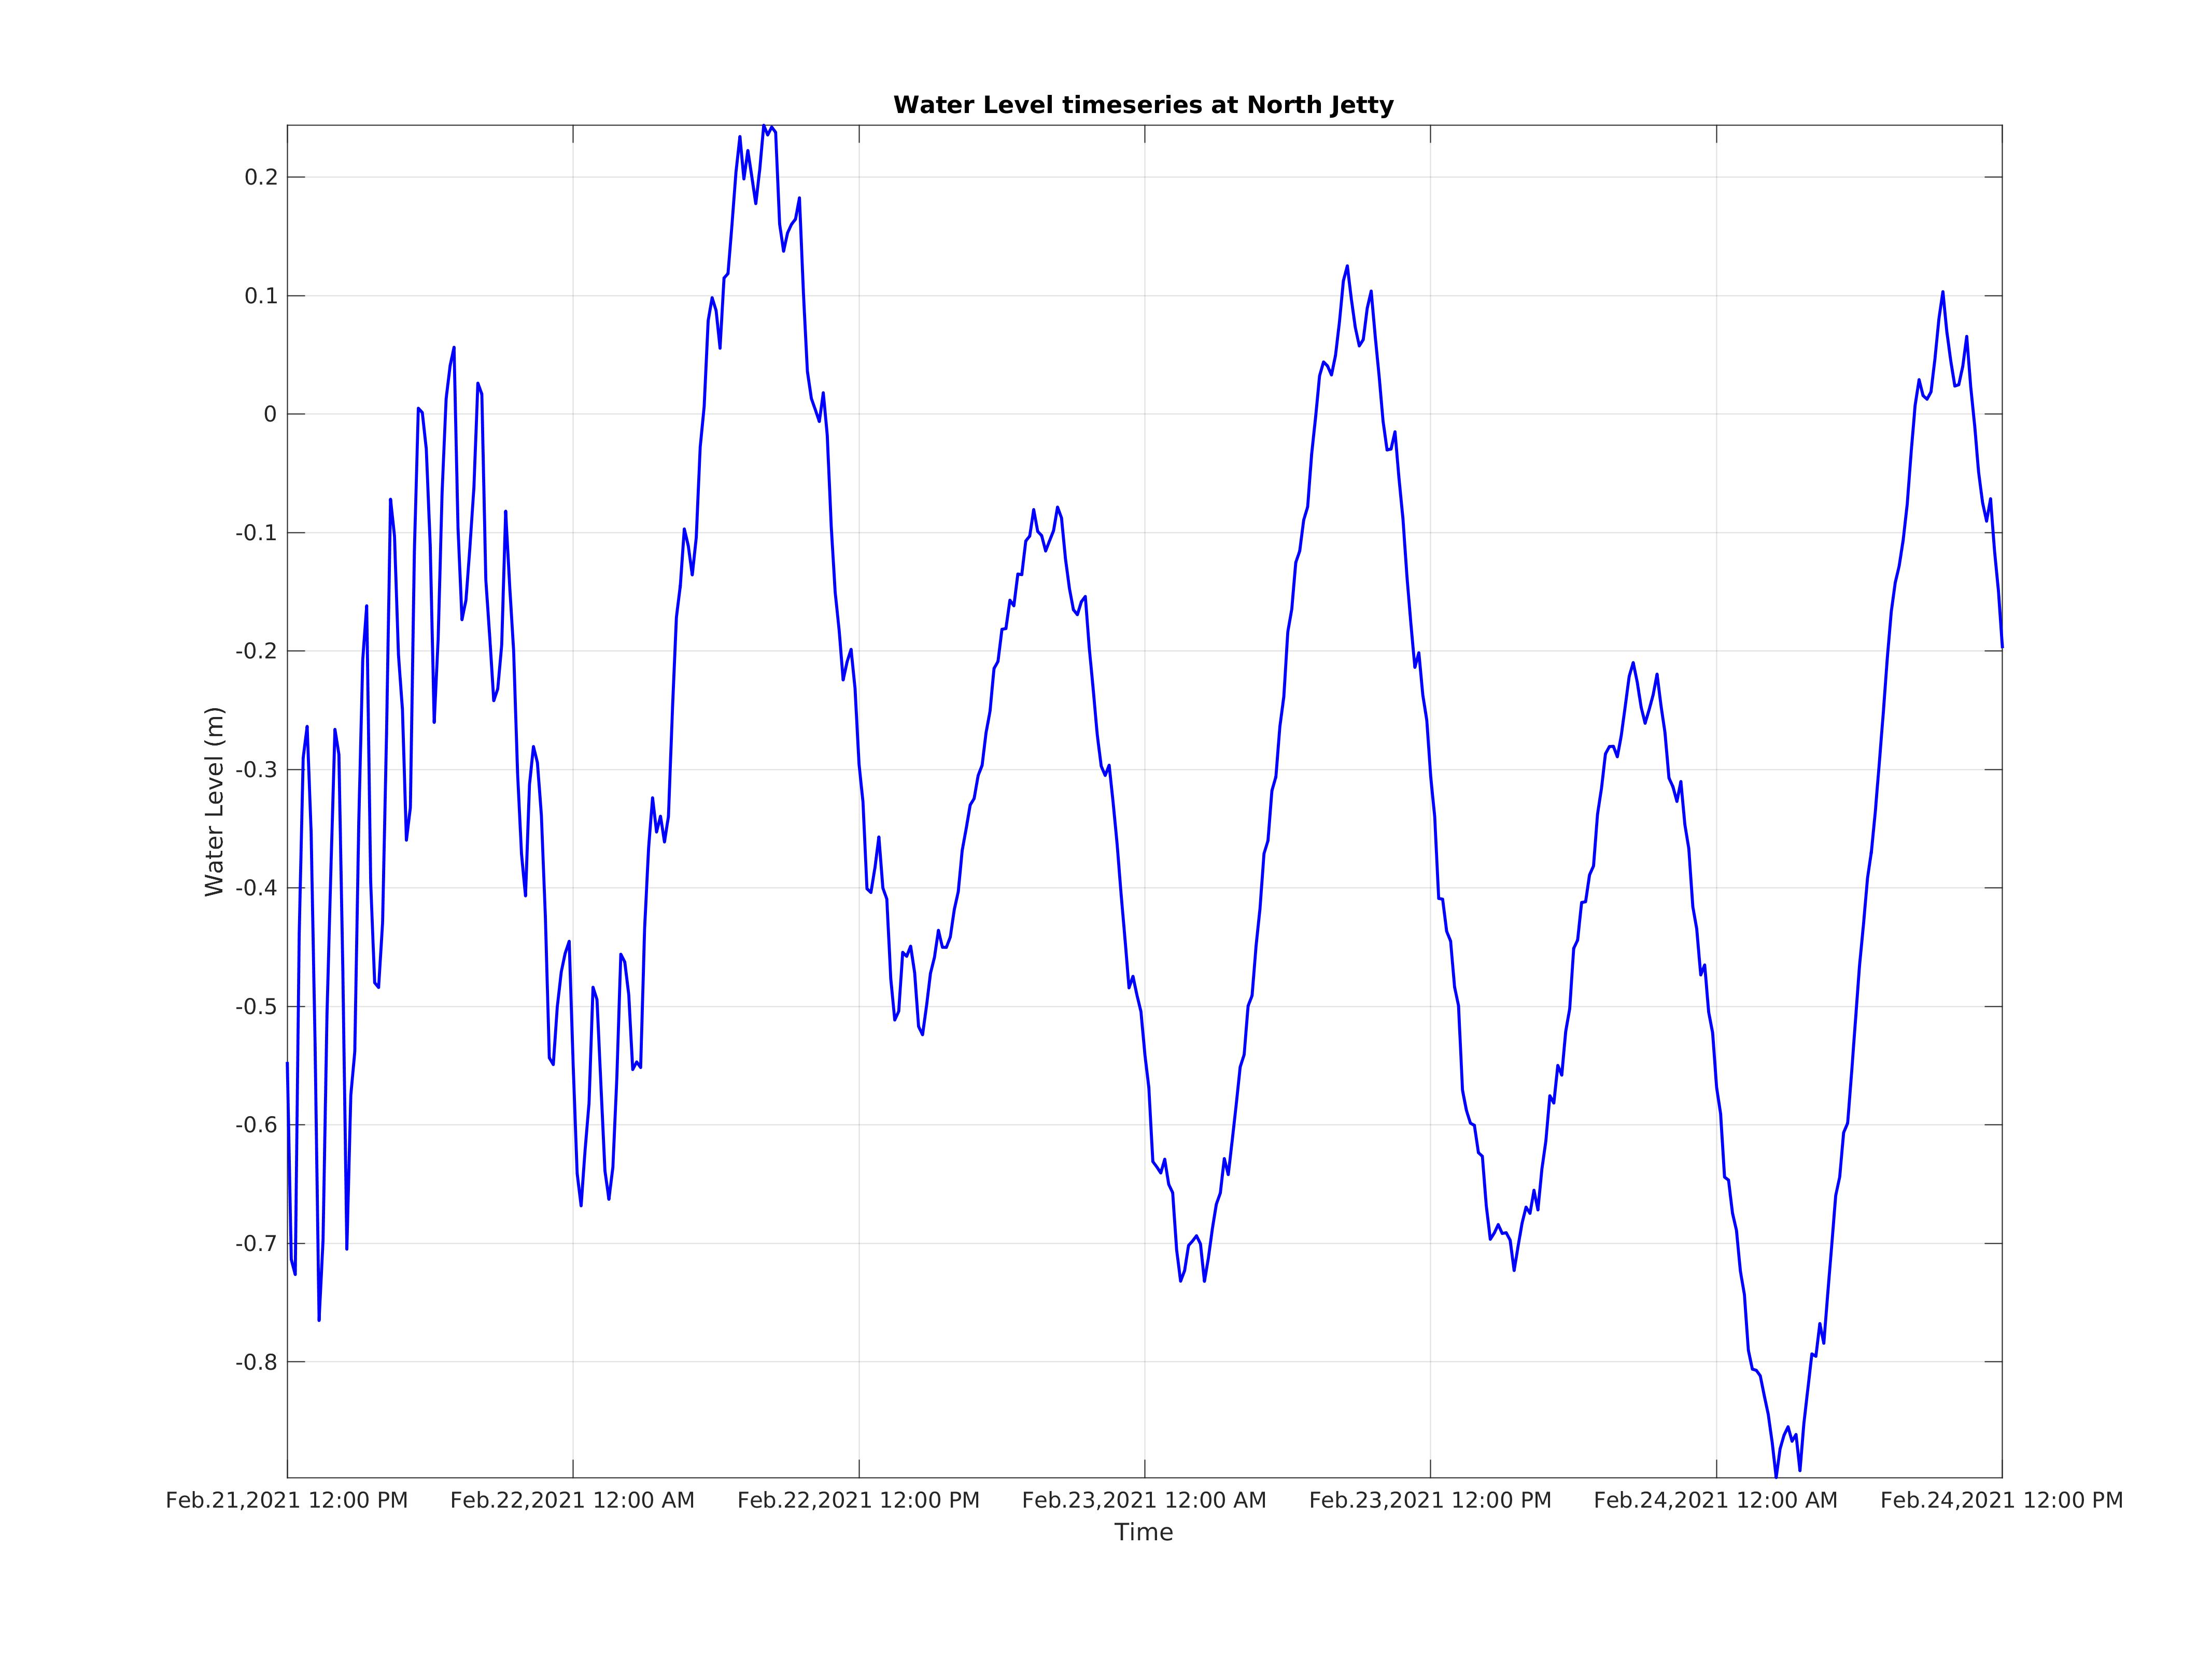 Water Level timeseries at North Jetty
0.2
0.1
0
-0.1
-0.2
-0.3
-0.4
-0.5
-0.6
-0.7
-0.8
Water Level (m)
Feb.21,2021 12:00 PM Feb.22,2021 12:00 AM Feb.22,2021 12:00 PM Feb.23,2021 12:00 AM Feb.23,2021 12:00 PM Feb.24,2021 12:00 AM Feb.24,2021 12:00 PM
Time